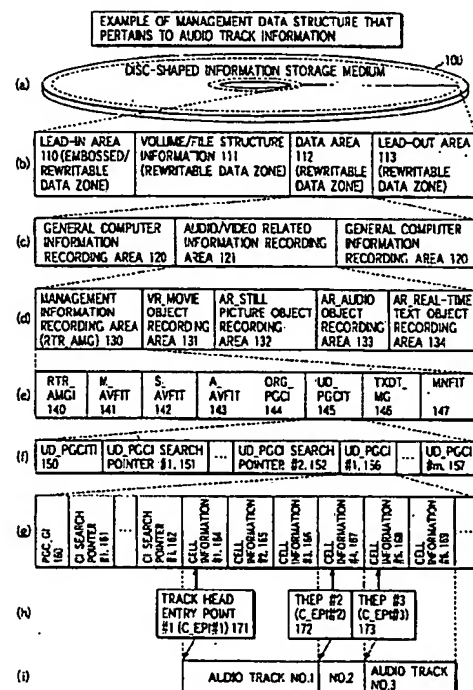 EXAMPLE OF MANAGEMENT DATA STRUCTURE THAT
PERTAINS TO AUDIO TRACK INFORMATION
100
(a)
DISC-SHAPED INFORMATION STORAGE MEDIUM
(b)
LEAD-IN AREA
110 (EMBOSSED/
REWRITABLE
DATA ZONE)
VOLUME/FILE STRUCTURE
INFORMATION 111
(REWRITABLE DATA ZONE)
DATA AREA
112
(REWRITABLE
DATA ZONE)
LEAD-OUT AREA
113
(REWRITABLE
DATA ZONE)
(c)
GENERAL COMPUTER
INFORMATION
RECORDING AREA 120
AUDIO/VIDEO RELATED
INFORMATION RECORDING
AREA 121
GENERAL COMPUTER
INFORMATION
RECORDING AREA 120
(d)
MANAGEMENT
INFORMATION
RECORDING AREA
(RTR_AMG) 130
VR_MOVIE
OBJECT
RECORDING
AREA 131
AR_STILL
PICTURE OBJECT
RECORDING
AREA 132
AR_AUDIO
OBJECT
RECORDING
AREA 133
AR_REAL-TIME
TEXT OBJECT
RECORDING
AREA 134
(e)
RTR_
AMGI
140
M_
AVFIT
141
S_
AVFIT
142
A_
AVFIT
143
ORG_
PGCI
144
UD_
PGCIT
145
TXDT_
MG
146
MNFIT
147
(f)
UD_PGCITI
150
UD_PGCI SEARCH
POINTER #1, 151
...
UD_PGCI SEARCH
POINTER #2, 152
UD_PGCI
#1, 156
...
UD_PGCI
#m, 157
(g)
PGC_GI
160
CI SEARCH
POINTER
#1, 161
...
CI SEARCH
POINTER
162
CELL
INFORMATION
#1, 164
CELL
INFORMATION
#2, 165
CELL
INFORMATION
#3, 166
CELL
INFORMATION
#4, 167
CELL
INFORMATION
168
CELL
INFORMATION
169
(h)
TRACK HEAD
ENTRY POINT
#1 (C_EPI#1) 171
THEP #2
(C_EPI#2)
172
THEP #3
(C_EPI#3)
173
(i)
AUDIO TRACK NO.1
NO.2
AUDIO TRACK
NO.3